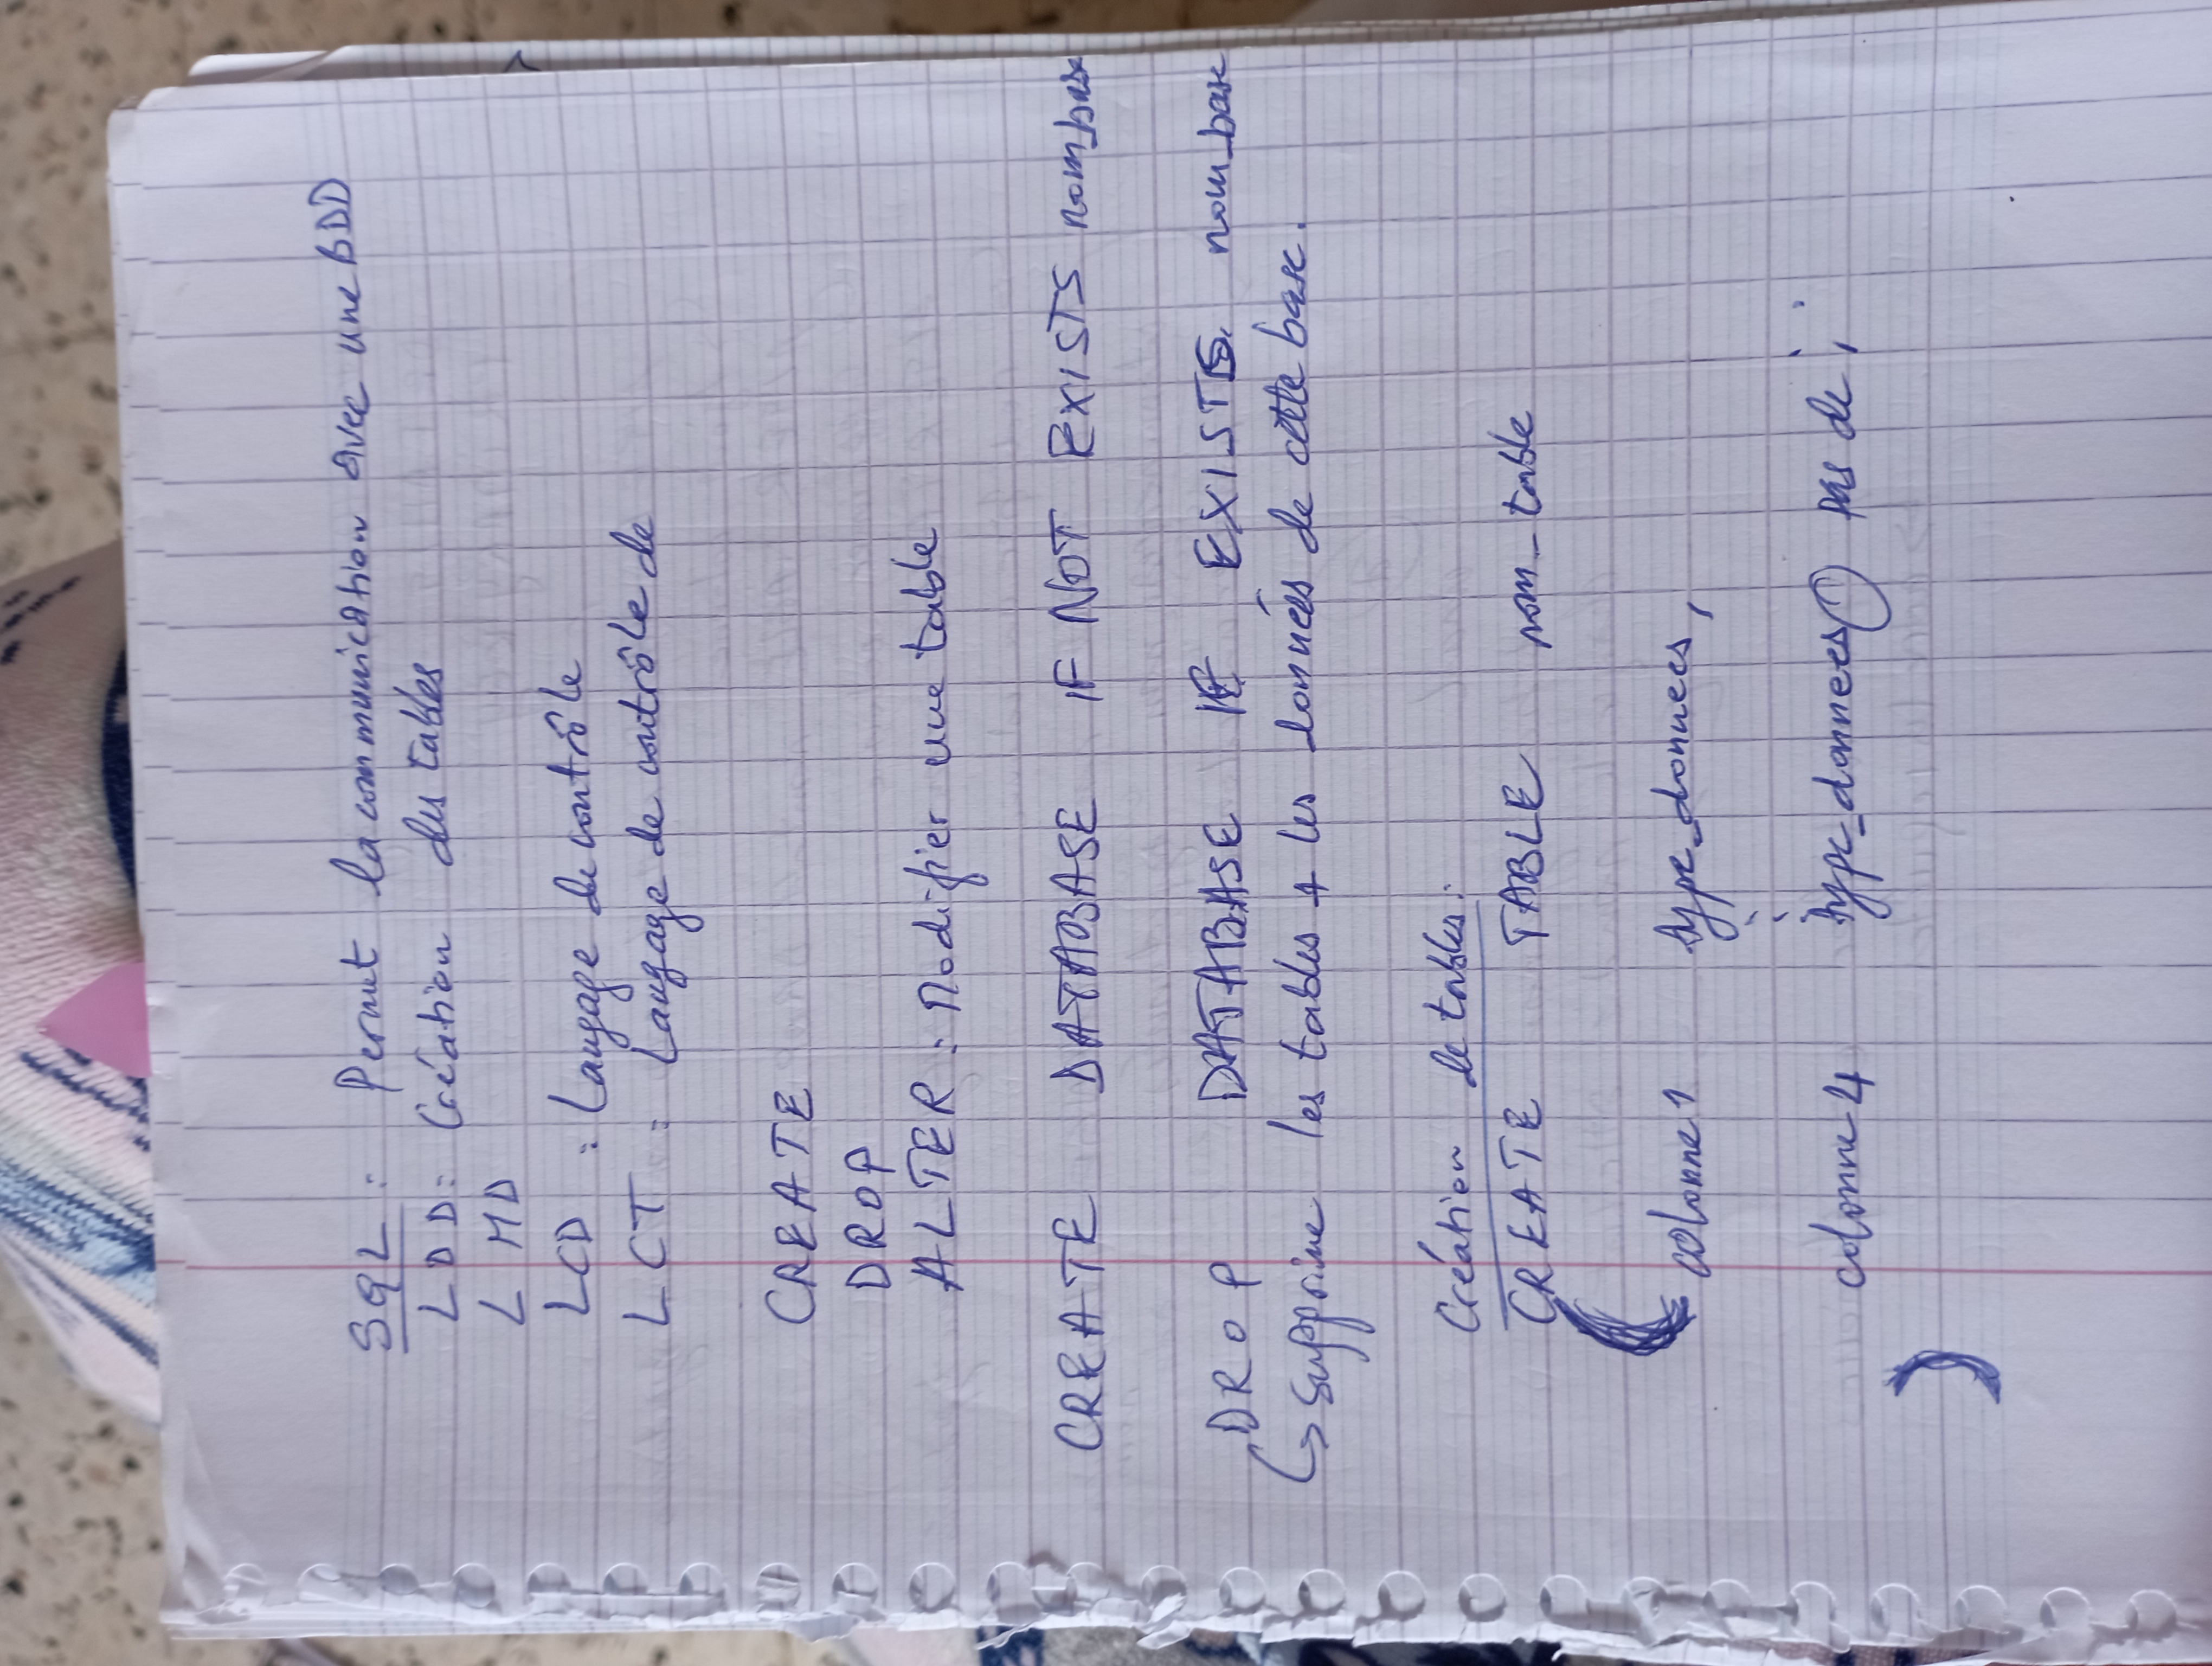 SQL : Permet la communication avec une BDD
LDD : Création des tables
LMD
LCD : Langage de contrôle
LCT : Langage de contrôle de
CREATE
DROP
ALTER : Modifier une table
CREATE DATABASE IF NOT EXISTS nom_base
DROP DATABASE IF EXISTS nom_base
↳ Supprime les tables + les données de cette base.
Création de tables :
CREATE TABLE nom_table
(
colonne 1 type_donnees,
⋮
colonne 4 type_donnees pas de ;
)